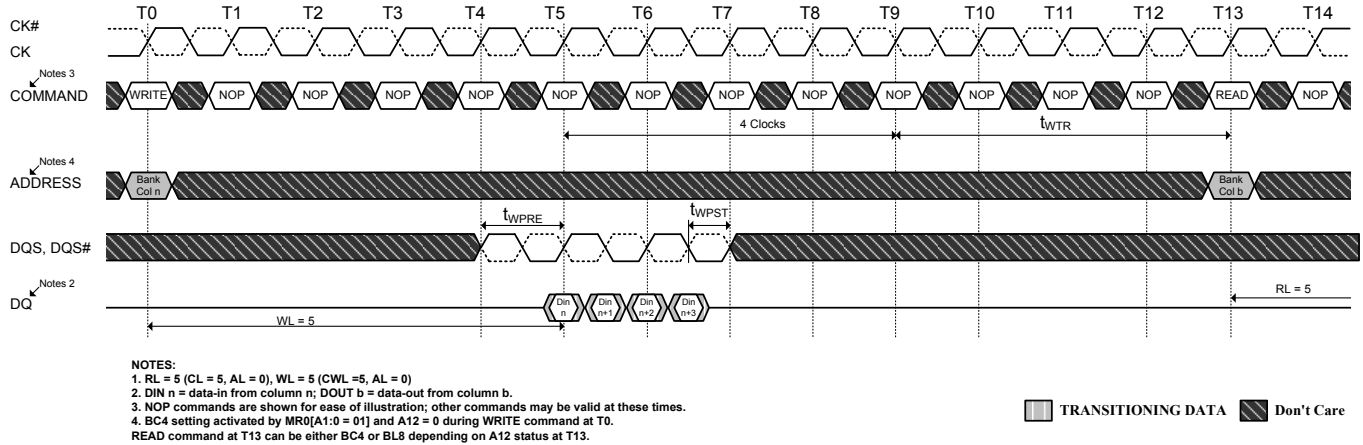 T0 T1 T2 T3 T4 T5 T6 T7 T8 T9 T10 T11 T12 T13 T14
CK#
CK
Notes 3
COMMAND
WRITE NOP NOP NOP NOP NOP NOP NOP NOP NOP NOP NOP NOP READ NOP
4 Clocks
tWTR
Notes 4
ADDRESS
Bank
Col n
Bank
Col b
tWPRE
tWPST
DQS, DQS#
Notes 2
DQ
Din
n
Din
n+1
Din
n+2
Din
n+3
RL = 5
WL = 5
NOTES:
1. RL = 5 (CL = 5, AL = 0), WL = 5 (CWL =5, AL = 0)
2. DIN n = data-in from column n; DOUT b = data-out from column b.
3. NOP commands are shown for ease of illustration; other commands may be valid at these times.
4. BC4 setting activated by MR0[A1:0 = 01] and A12 = 0 during WRITE command at T0.
READ command at T13 can be either BC4 or BL8 depending on A12 status at T13.
TRANSITIONING DATA
Don't Care